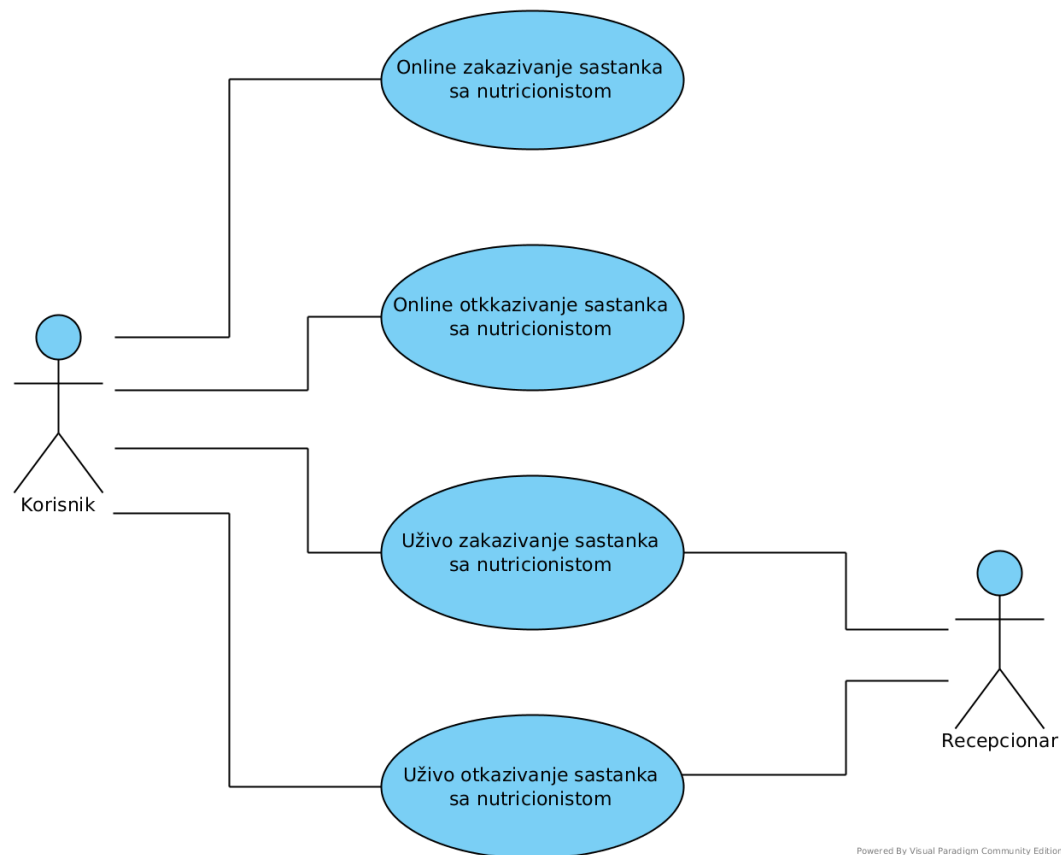 Online zakazivanje sastanka
sa nutricionistom
Online otkkazivanje sastanka
sa nutricionistom
Korisnik
Uživo zakazivanje sastanka
sa nutricionistom
Recepcionar
Uživo otkazivanje sastanka
sa nutricionistom
Powered By Visual Paradigm Community Edition